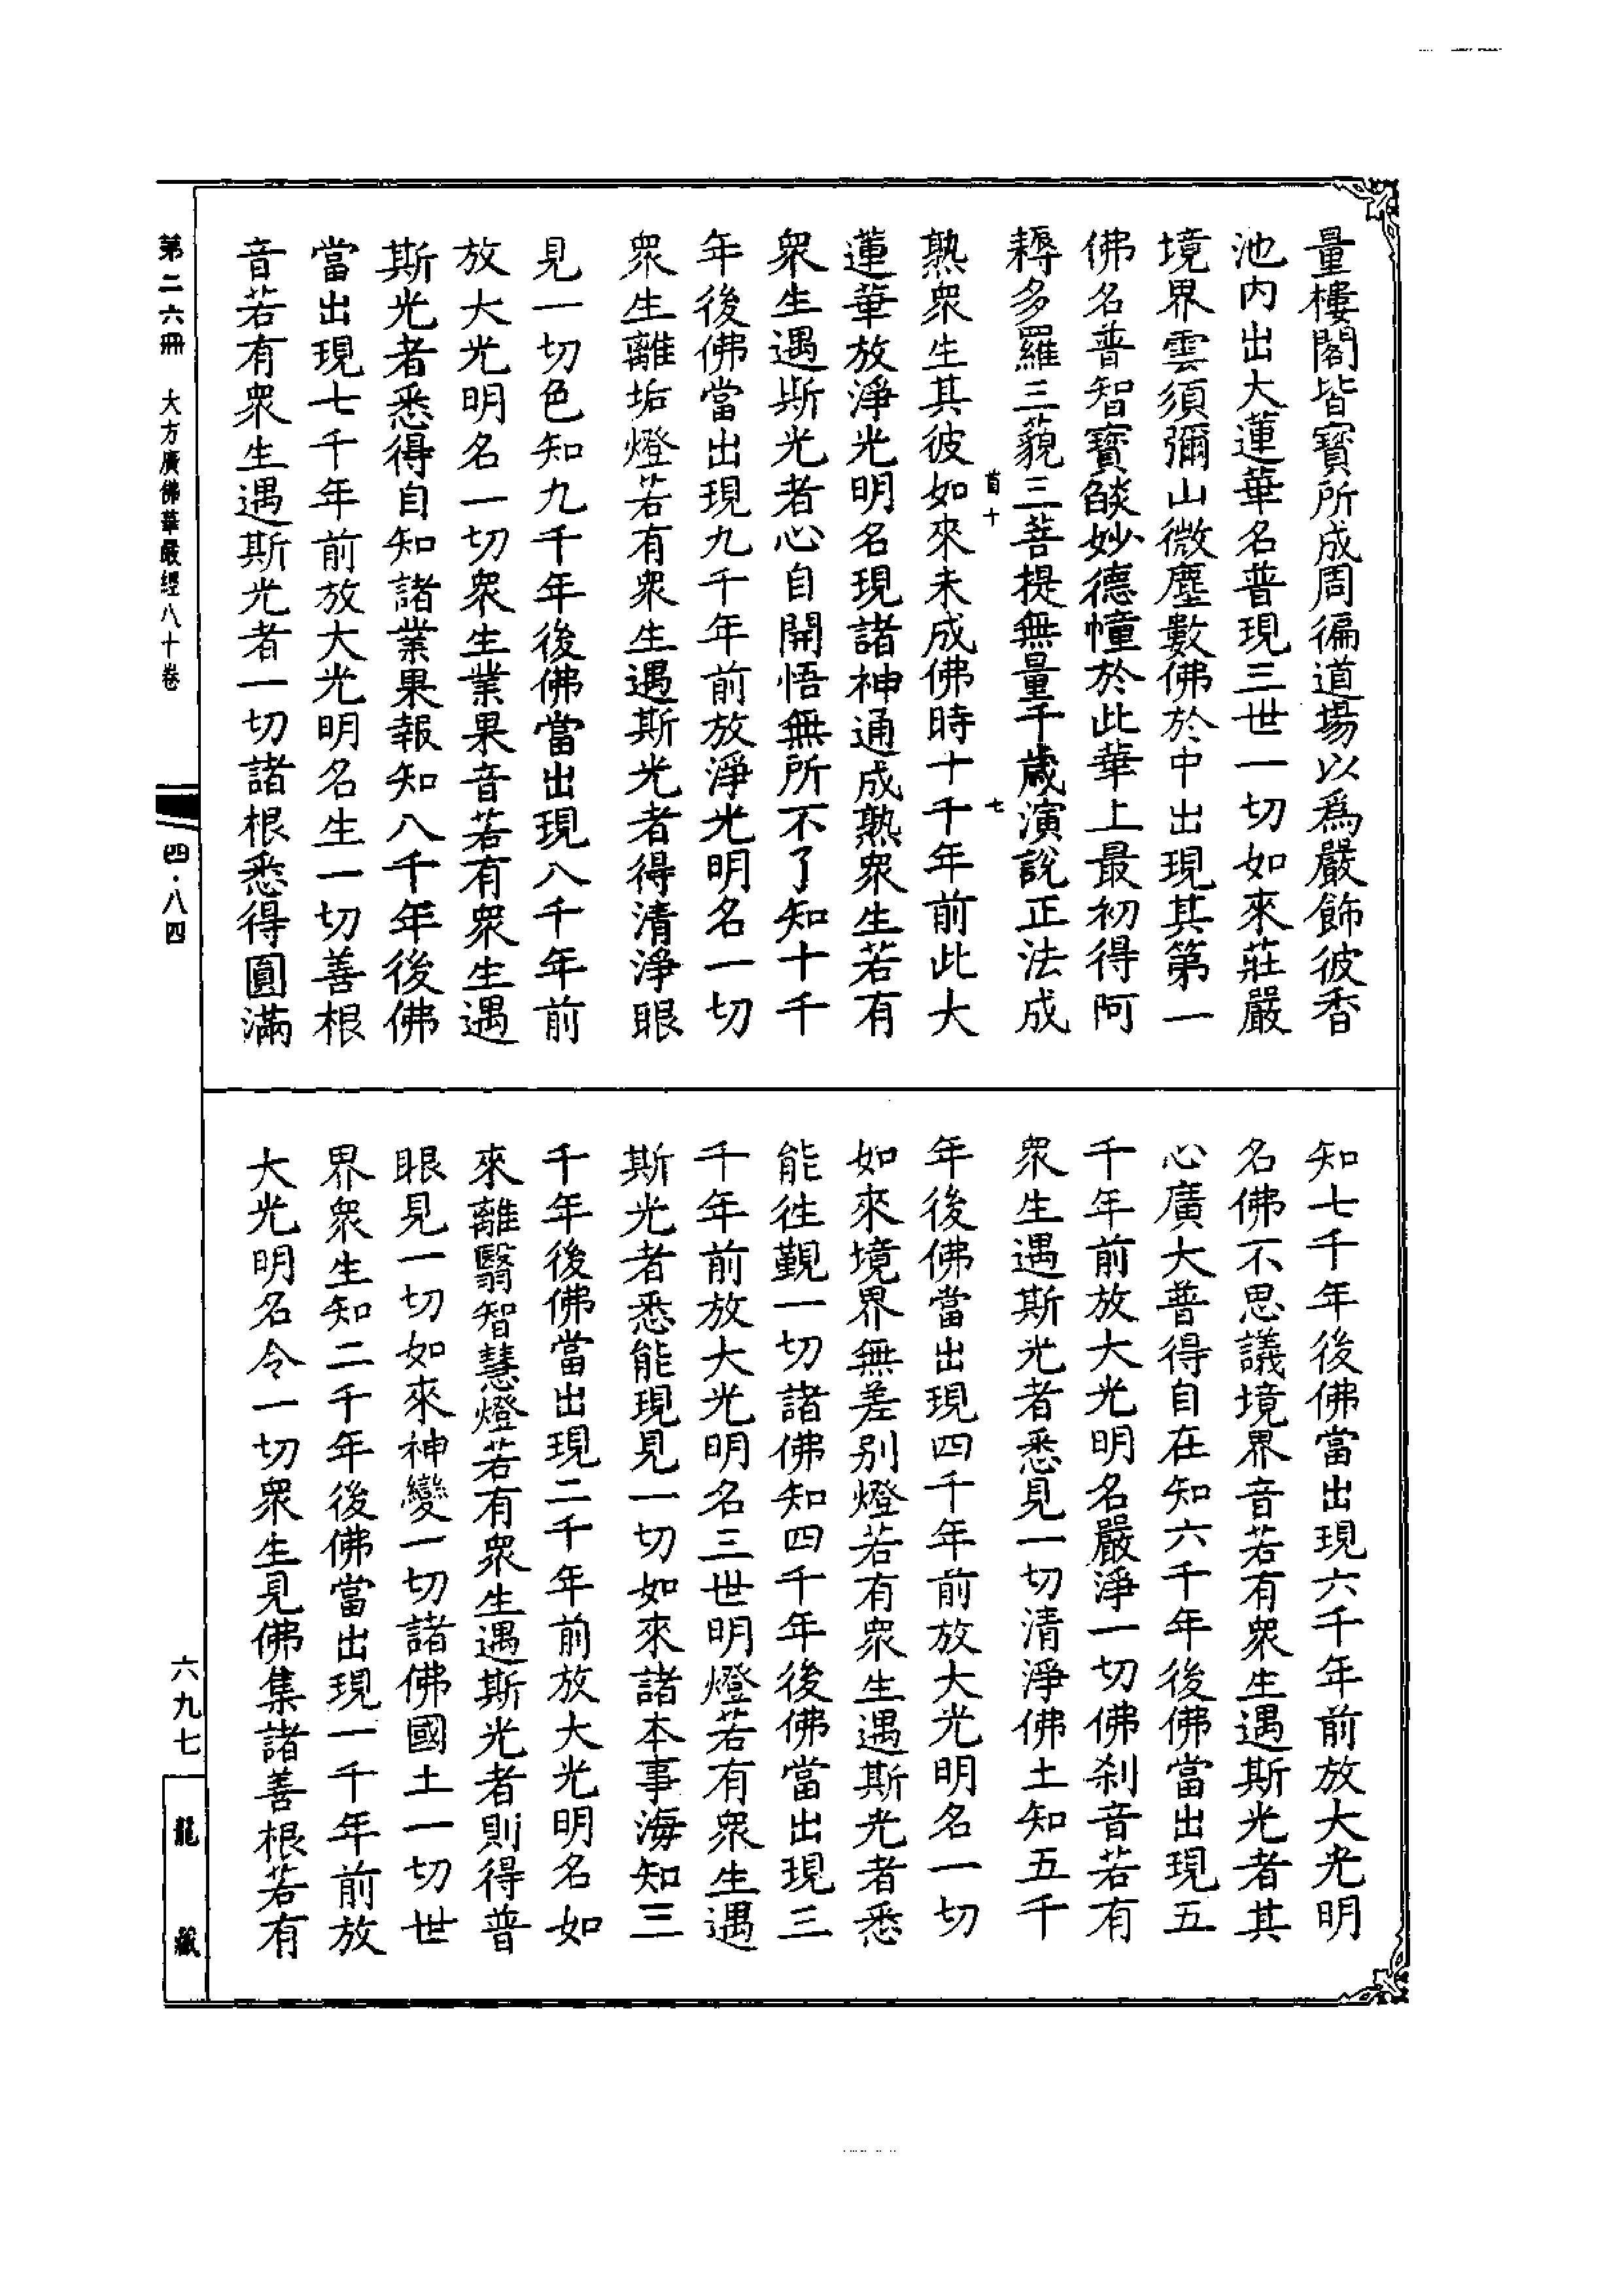 量樓閣皆寶所成周徧道場以爲嚴飾彼香
池内出大蓮華名普現三世一切如來莊嚴
境界雲須彌山微塵數佛於中出現其第一
佛名普智寶燄妙德幢於此華上最初得阿
耨多羅三藐三菩提無量千歲演說正法成
首十 七
熟衆生其彼如來未成佛時十千年前此大
蓮華放淨光明名現諸神通成熟衆生若有
衆生遇斯光者心自開悟無所不了知十千
年後佛當出現九千年前放淨光明名一切
衆生離垢燈若有衆生遇斯光者得清淨眼
見一切色知九千年後佛當出現八千年前
放大光明名一切衆生業果音若有衆生遇
斯光者悉得自知諸業果報知八千年後佛
當出現七千年前放大光明名生一切善根
音若有衆生遇斯光者一切諸根悉得圓滿
知七千年後佛當出現六千年前放大光明
名佛不思議境界音若有衆生遇斯光者其
心廣大普得自在知六千年後佛當出現五
千年前放大光明名嚴淨一切佛刹音若有
衆生遇斯光者悉見一切清淨佛土知五千
年後佛當出現四千年前放大光明名一切
如來境界無差别燈若有衆生遇斯光者悉
能往覲一切諸佛知四千年後佛當出現三
千年前放大光明名三世明燈若有衆生遇
斯光者悉能現見一切如來諸本事海知三
千年後佛當出現二千年前放大光明名如
來離翳智慧燈若有衆生遇斯光者則得普
眼見一切如來神變一切諸佛國土一切世
界衆生知二千年後佛當出現一千年前放
大光明名令一切衆生見佛集諸善根若有
第二六冊 大方廣佛華嚴經八十卷 四·八四 六九七 龍藏